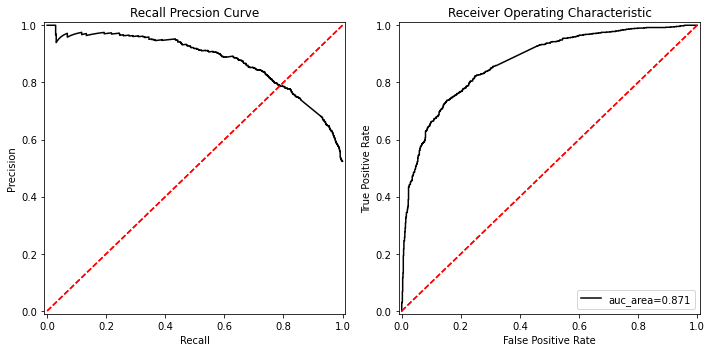 Recall Precsion Curve
1.0
0.8
0.6
0.4
0.2
0.0
Precision
0.0 0.2 0.4 0.6 0.8 1.0
Recall
Receiver Operating Characteristic
1.0
0.8
0.6
0.4
0.2
0.0
True Positive Rate
auc_area=0.871
0.0 0.2 0.4 0.6 0.8 1.0
False Positive Rate